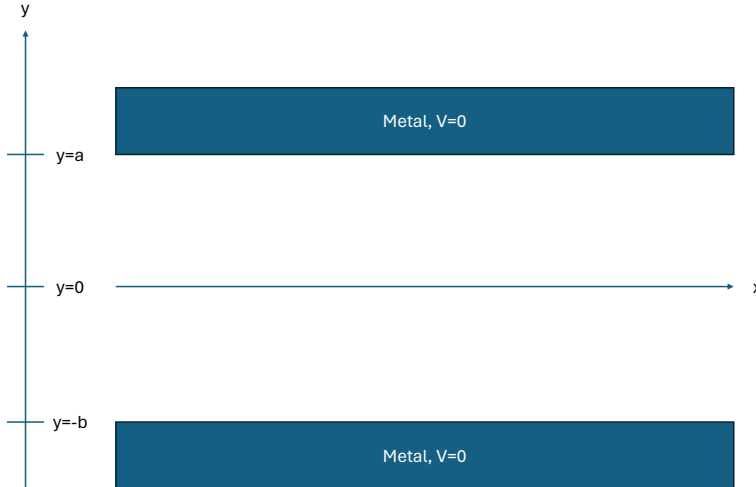 y
Metal, V=0
y=a
y=0
x
y=-b
Metal, V=0